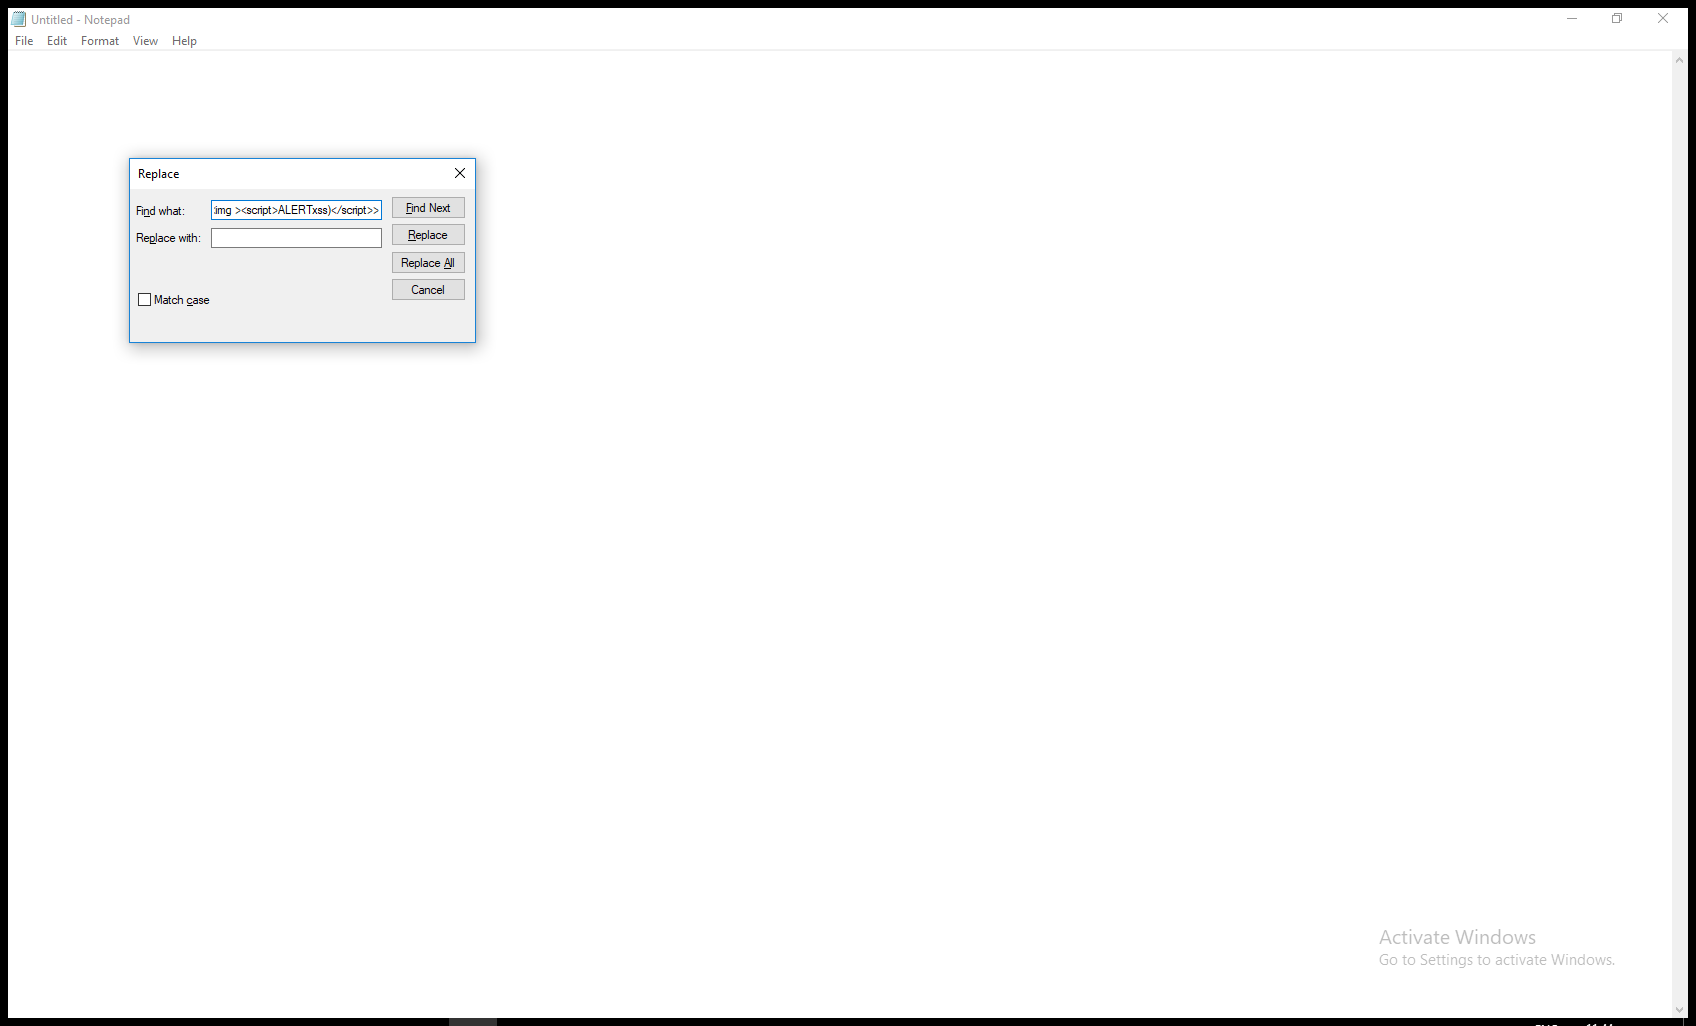 Untitled - Notepad
File Edit Format View Help
Replace
Find what: img ><script>ALERTxss)</script>> Find Next
Replace with: Replace
Replace All
Cancel
Match case
Activate Windows
Go to Settings to activate Windows.